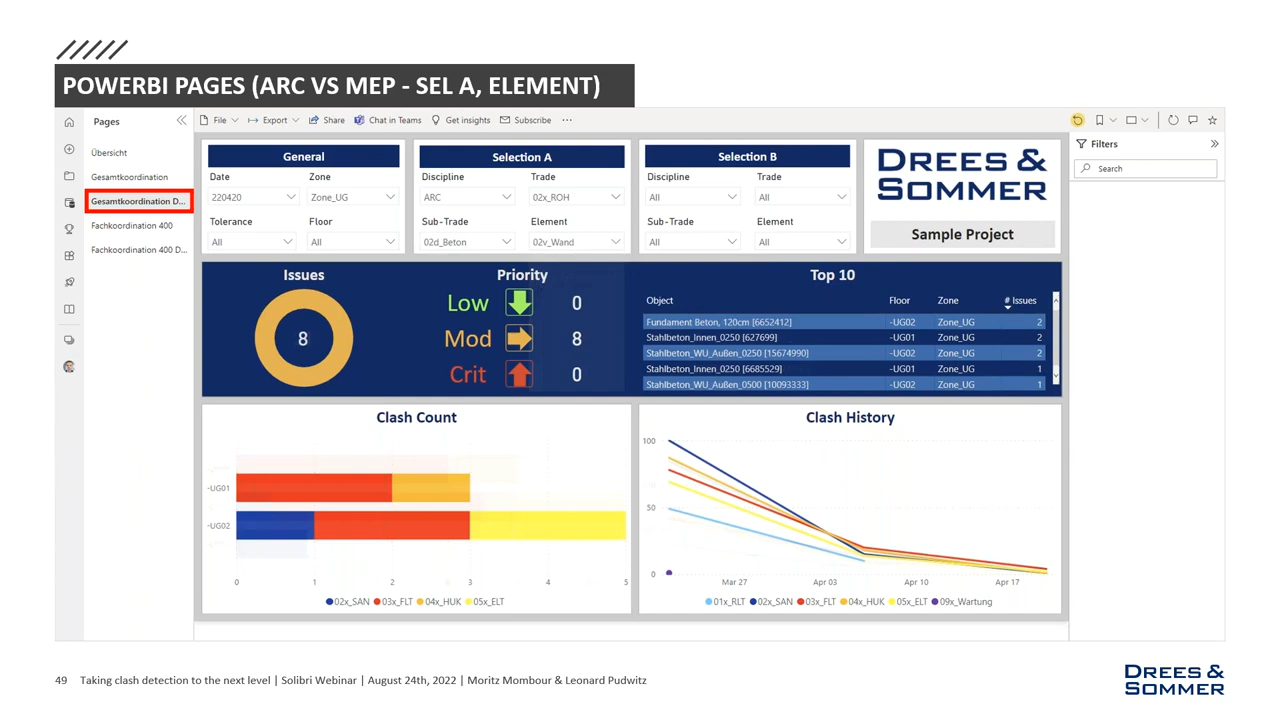 POWERBI PAGES (ARC VS MEP - SEL A, ELEMENT)
Pages
Übersicht
Gesamtkoordination
Gesamtkoordination D...
Fachkoordination 400
Fachkoordination 400 D...
File Export Share Chat in Teams Get insights Subscribe ...
Filters
Search
General
Date Zone
220420 Zone_UG
Tolerance Floor
All All
Selection A
Discipline Trade
ARC 02x_ROH
Sub-Trade Element
02d_Beton 02v_Wand
Selection B
Discipline Trade
All All
Sub-Trade Element
All All
DREES &
SOMMER
Sample Project
Issues
8
Priority
Low 0
Mod 8
Crit 0
Top 10
Object Floor Zone # Issues
Fundament Beton, 120cm [6652412] -UG02 Zone_UG 2
Stahlbeton_Innen_0250 [627699] -UG01 Zone_UG 2
Stahlbeton_WU_Außen_0250 [15674990] -UG02 Zone_UG 2
Stahlbeton_Innen_0250 [6685529] -UG01 Zone_UG 1
Stahlbeton_WU_Außen_0500 [10093333] -UG02 Zone_UG 1
Clash Count
-UG01
-UG02
0 1 2 3 4 5
02x_SAN 03x_FLT 04x_HUK 05x_ELT
Clash History
100
50
0
Mar 27 Apr 03 Apr 10 Apr 17
01x_RLT 02x_SAN 03x_FLT 04x_HUK 05x_ELT 09x_Wartung
49 Taking clash detection to the next level | Solibri Webinar | August 24th, 2022 | Moritz Mombour & Leonard Pudwitz
DREES &
SOMMER